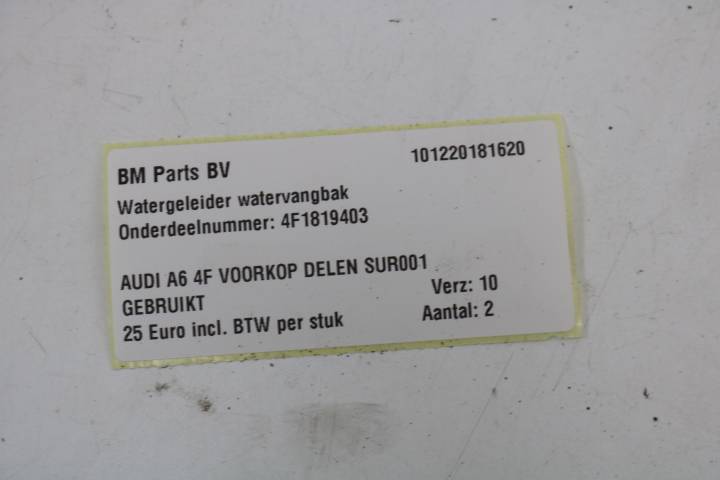 BM Parts BV 101220181620
Watergeleider watervangbak
Onderdeelnummer: 4F1819403
AUDI A6 4F VOORKOP DELEN SUR001
GEBRUIKT Verz: 10
25 Euro incl. BTW per stuk Aantal: 2